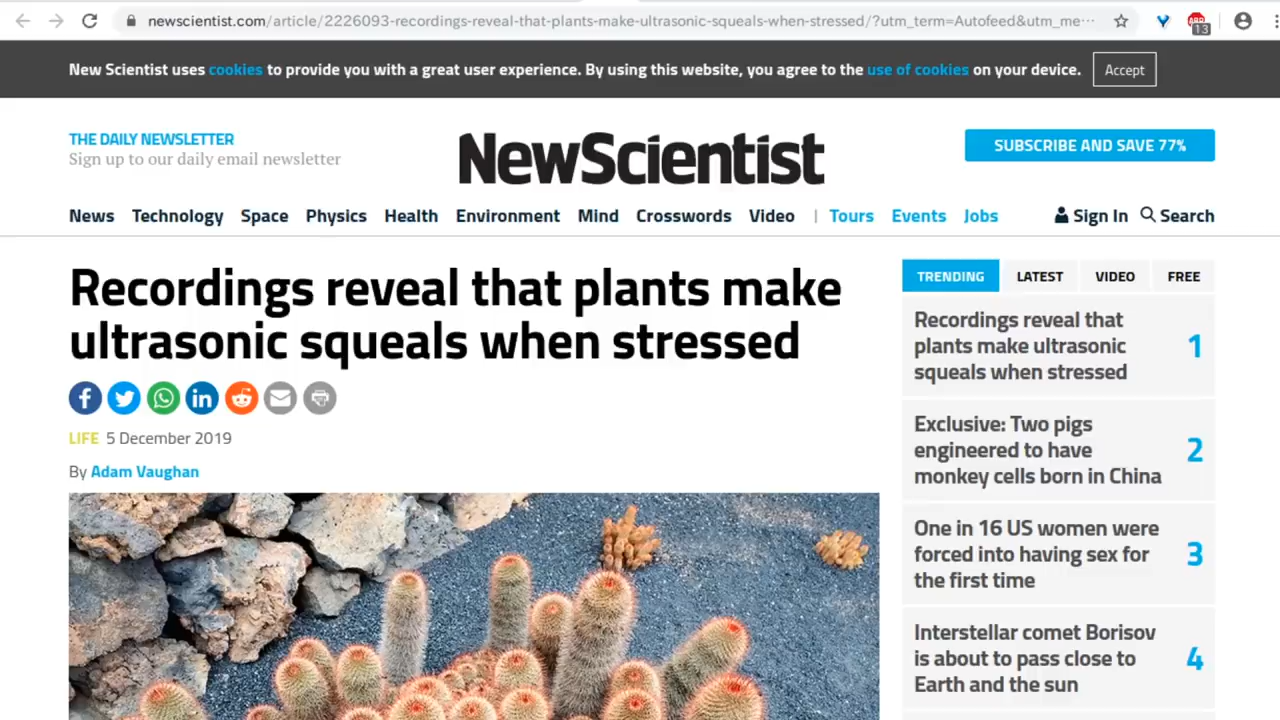 newscientist.com/article/2226093-recordings-reveal-that-plants-make-ultrasonic-squeals-when-stressed/?utm_term=Autofeed&utm_me···
13
New Scientist uses cookies to provide you with a great user experience. By using this website, you agree to the use of cookies on your device.
Accept
THE DAILY NEWSLETTER
Sign up to our daily email newsletter
NewScientist
SUBSCRIBE AND SAVE 77%
News Technology Space Physics Health Environment Mind Crosswords Video | Tours Events Jobs
Sign In Search
Recordings reveal that plants make
ultrasonic squeals when stressed
LIFE 5 December 2019
By Adam Vaughan
TRENDING LATEST VIDEO FREE
Recordings reveal that
plants make ultrasonic
squeals when stressed
1
Exclusive: Two pigs
engineered to have
monkey cells born in China
2
One in 16 US women were
forced into having sex for
the first time
3
Interstellar comet Borisov
is about to pass close to
Earth and the sun
4